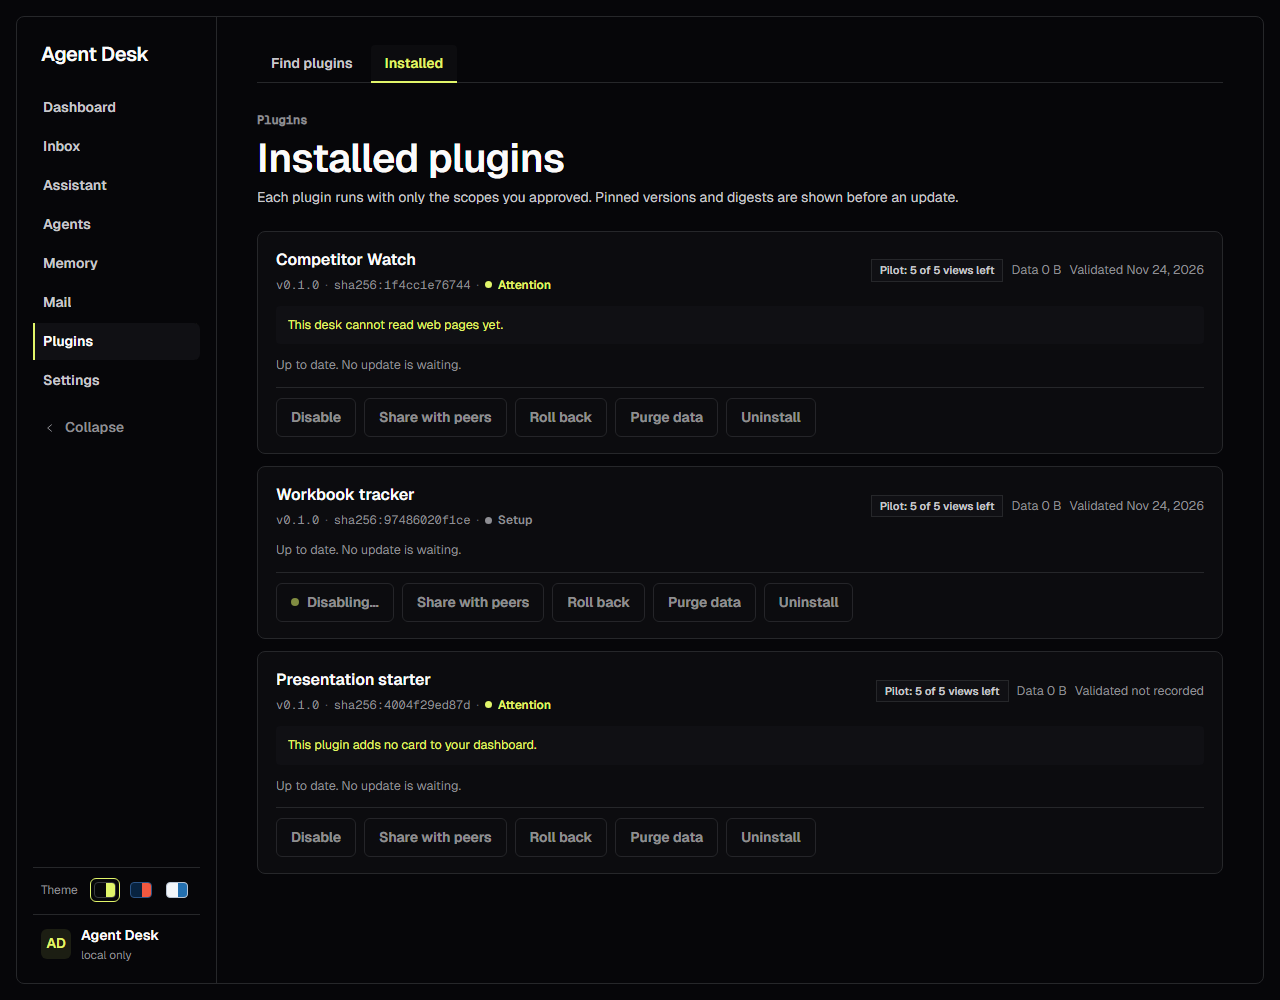 Agent Desk
Dashboard
Inbox
Assistant
Agents
Memory
Mail
Plugins
Settings
Collapse
Theme
AD
Agent Desk
local only
Find plugins
Installed
Plugins
Installed plugins
Each plugin runs with only the scopes you approved. Pinned versions and digests are shown before an update.
Competitor Watch
v0.1.0 · sha256:1f4cc1e76744 · Attention
Pilot: 5 of 5 views left Data 0 B Validated Nov 24, 2026
This desk cannot read web pages yet.
Up to date. No update is waiting.
Disable Share with peers Roll back Purge data Uninstall
Workbook tracker
v0.1.0 · sha256:97486020f1ce · Setup
Pilot: 5 of 5 views left Data 0 B Validated Nov 24, 2026
Up to date. No update is waiting.
Disabling… Share with peers Roll back Purge data Uninstall
Presentation starter
v0.1.0 · sha256:4004f29ed87d · Attention
Pilot: 5 of 5 views left Data 0 B Validated not recorded
This plugin adds no card to your dashboard.
Up to date. No update is waiting.
Disable Share with peers Roll back Purge data Uninstall